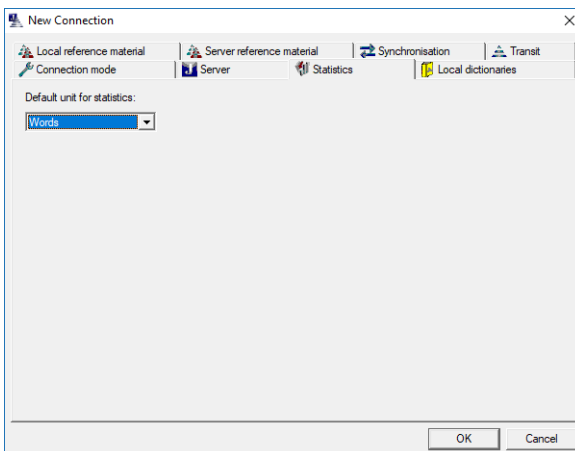 New Connection
Local reference material
Server reference material
Synchronisation
Transit
Connection mode
Server
Statistics
Local dictionaries
Default unit for statistics:
Words
OK
Cancel